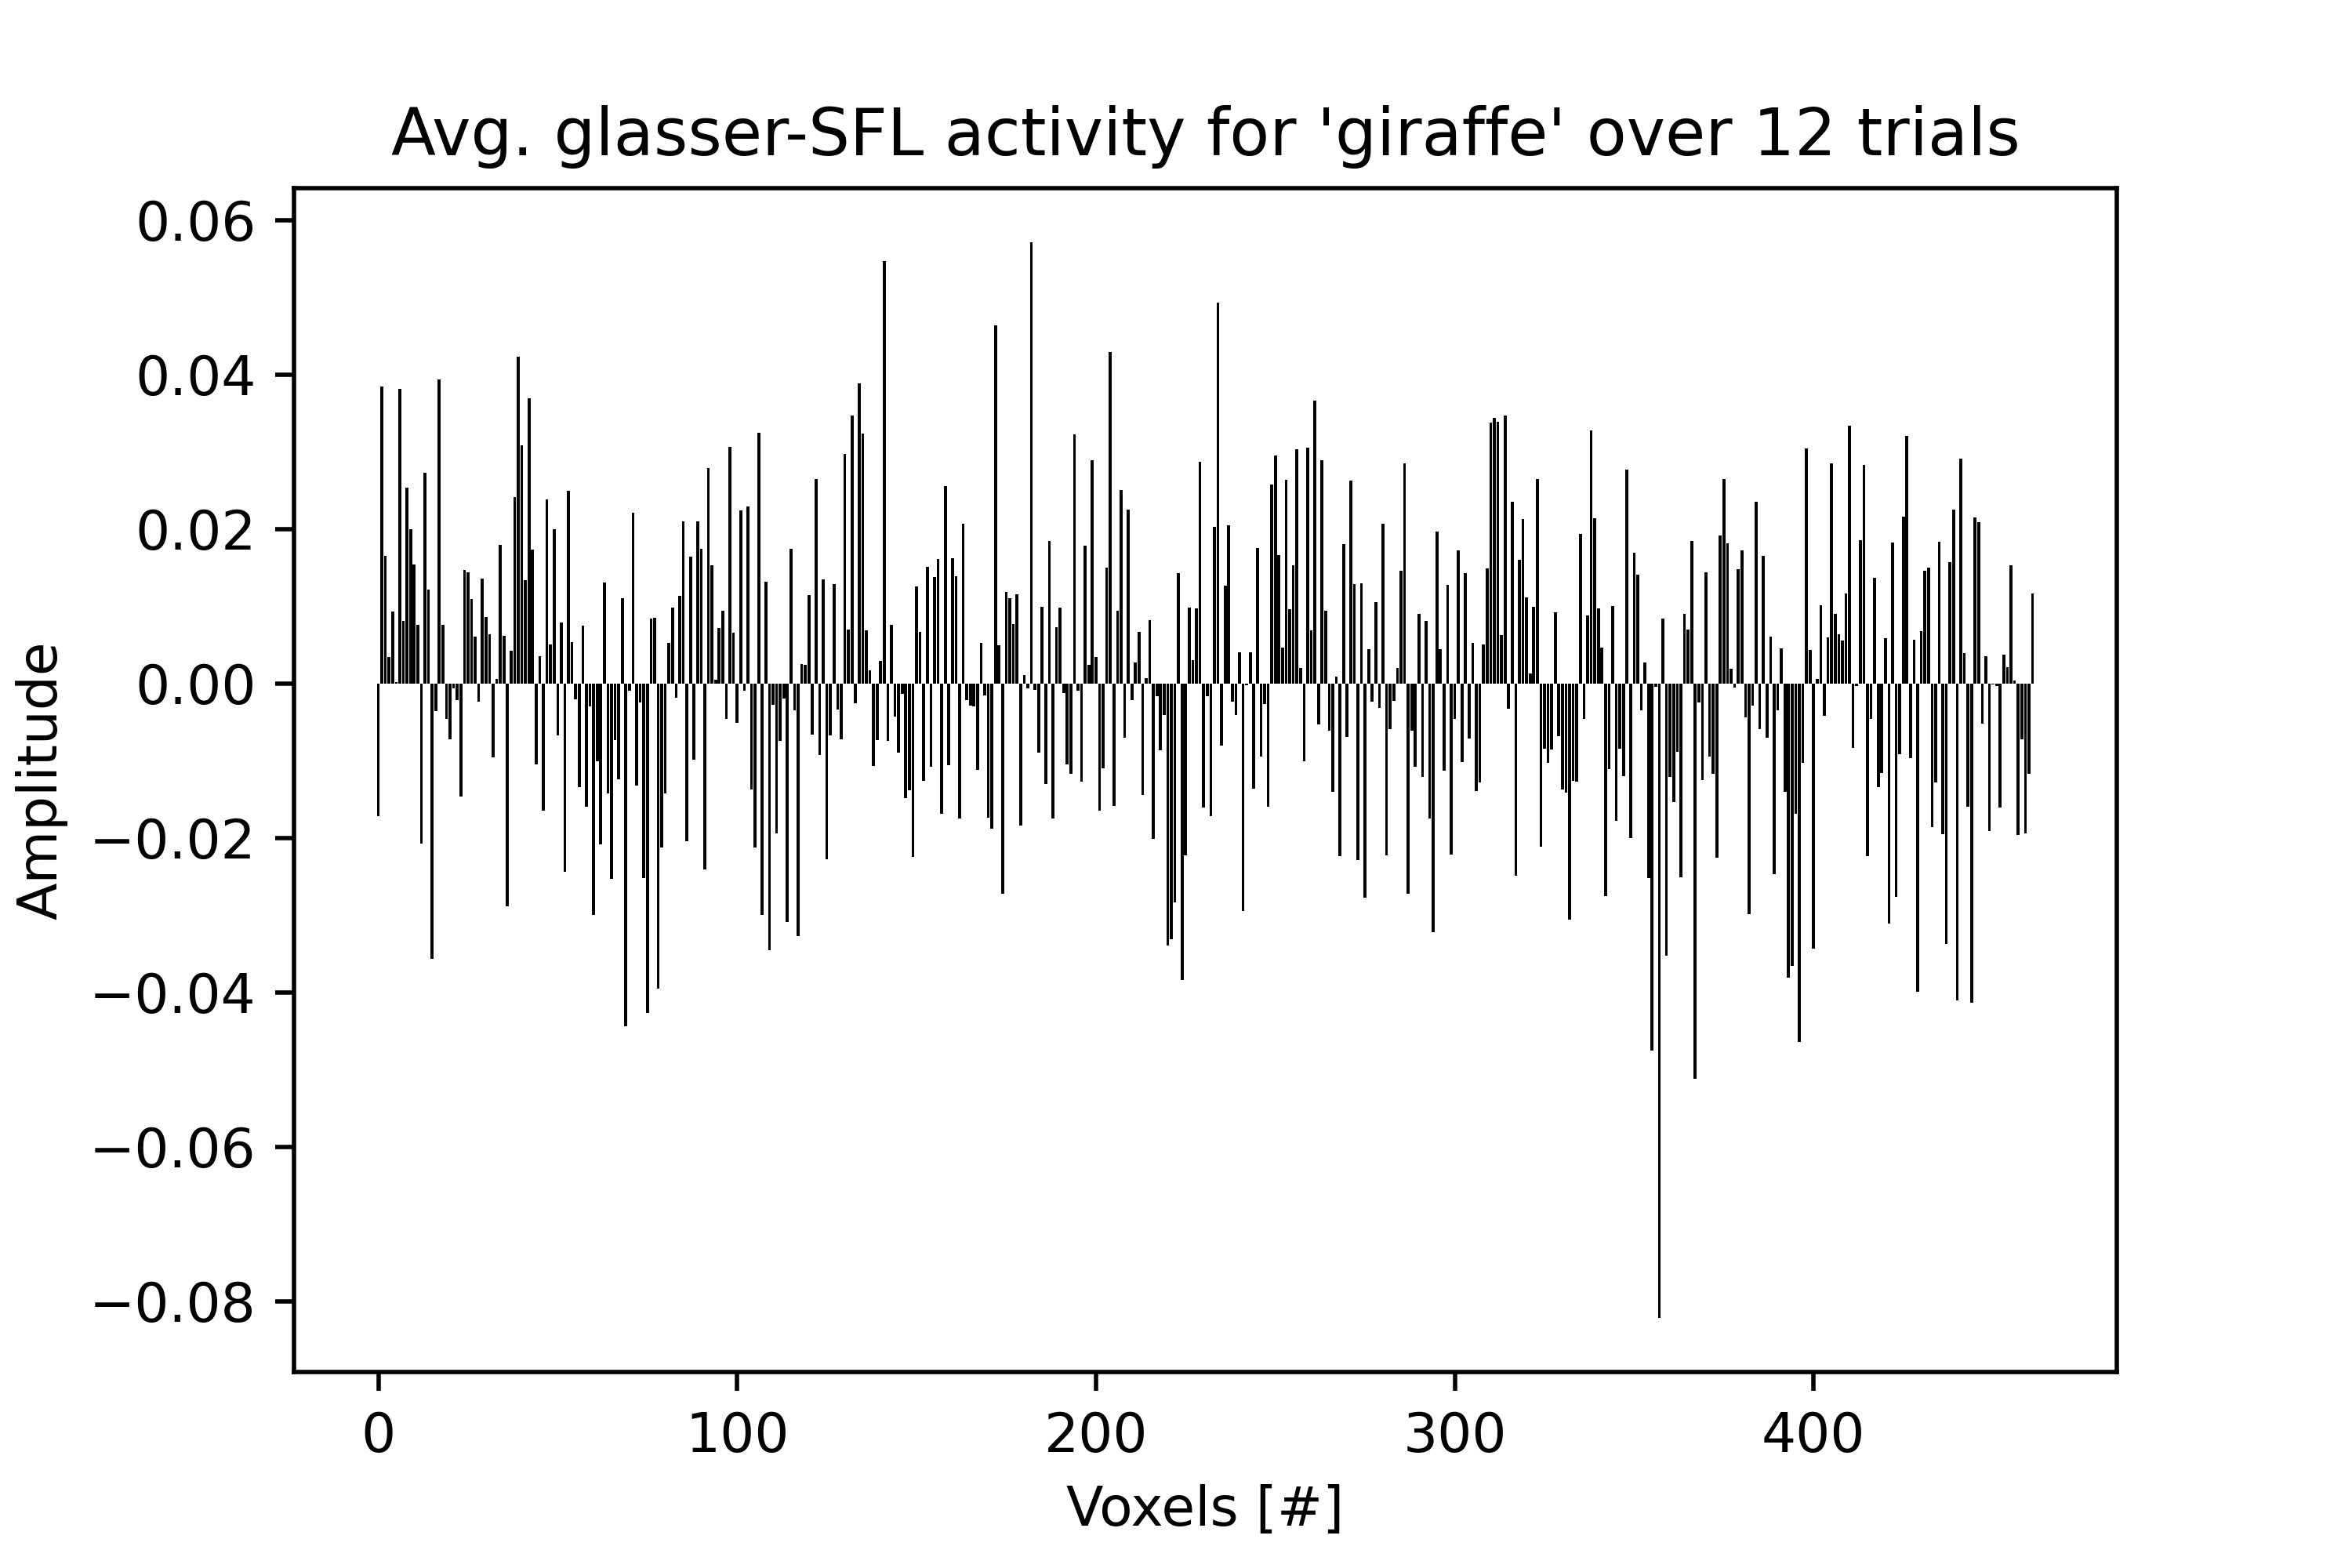 Avg. glasser-SFL activity for 'giraffe' over 12 trials
0.06
0.04
0.02
0.00
−0.02
−0.04
−0.06
−0.08
Amplitude
0 100 200 300 400
Voxels [#]